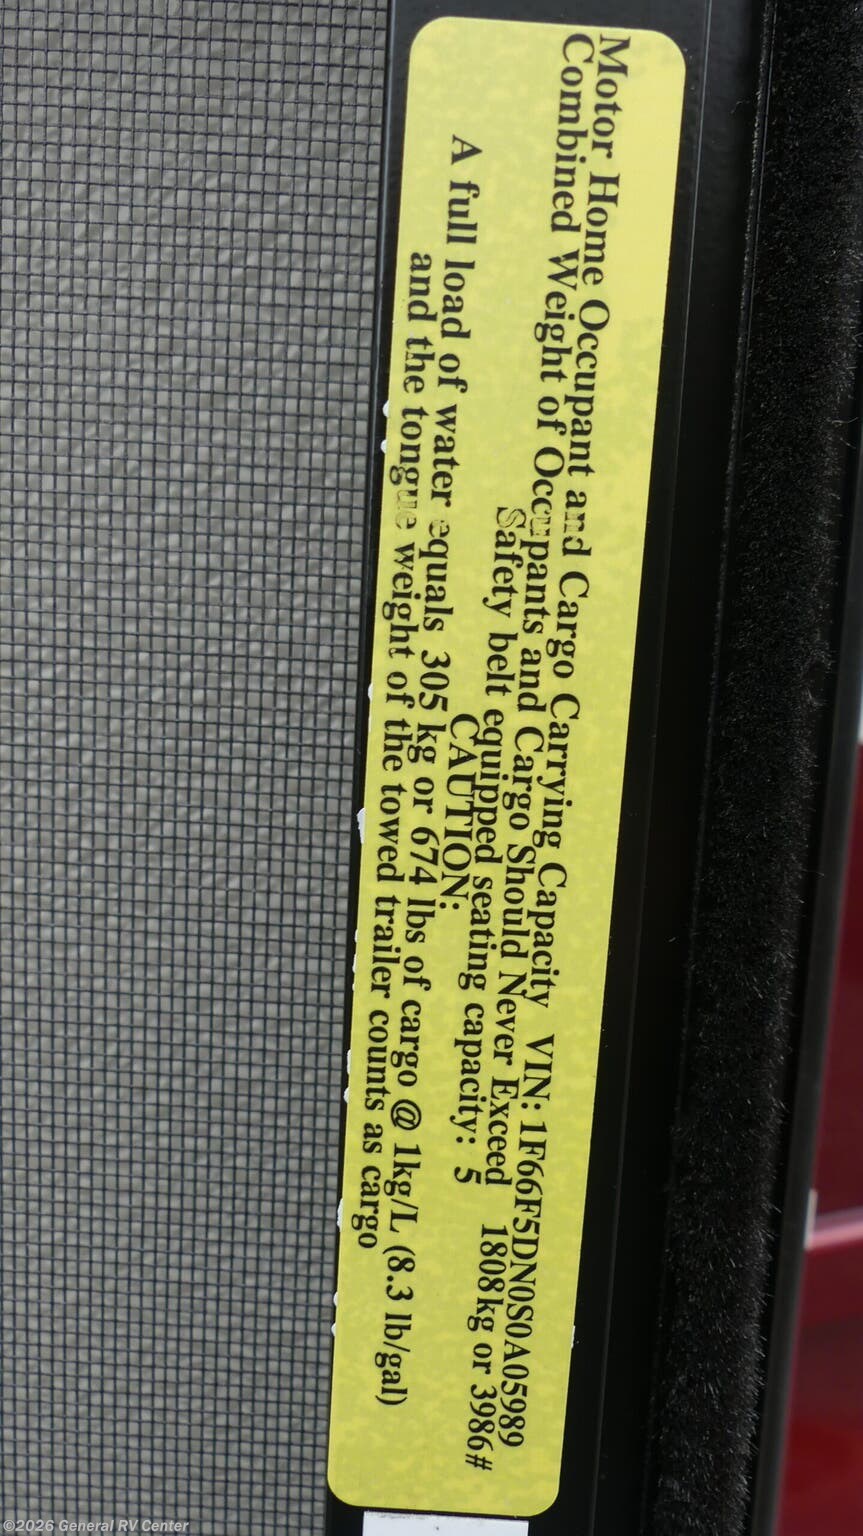 Motor Home Occupant and Cargo Carrying Capacity VIN: 1F66F5DN0S0A05989
Combined Weight of Occupants and Cargo Should Never Exceed 1808kg or 3986#
Safety belt equipped seating capacity: 5
CAUTION:
A full load of water equals 305 kg or 674 lbs of cargo @ 1kg/L (8.3 lb/gal)
and the tongue weight of the towed trailer counts as cargo
©2026 General RV Center